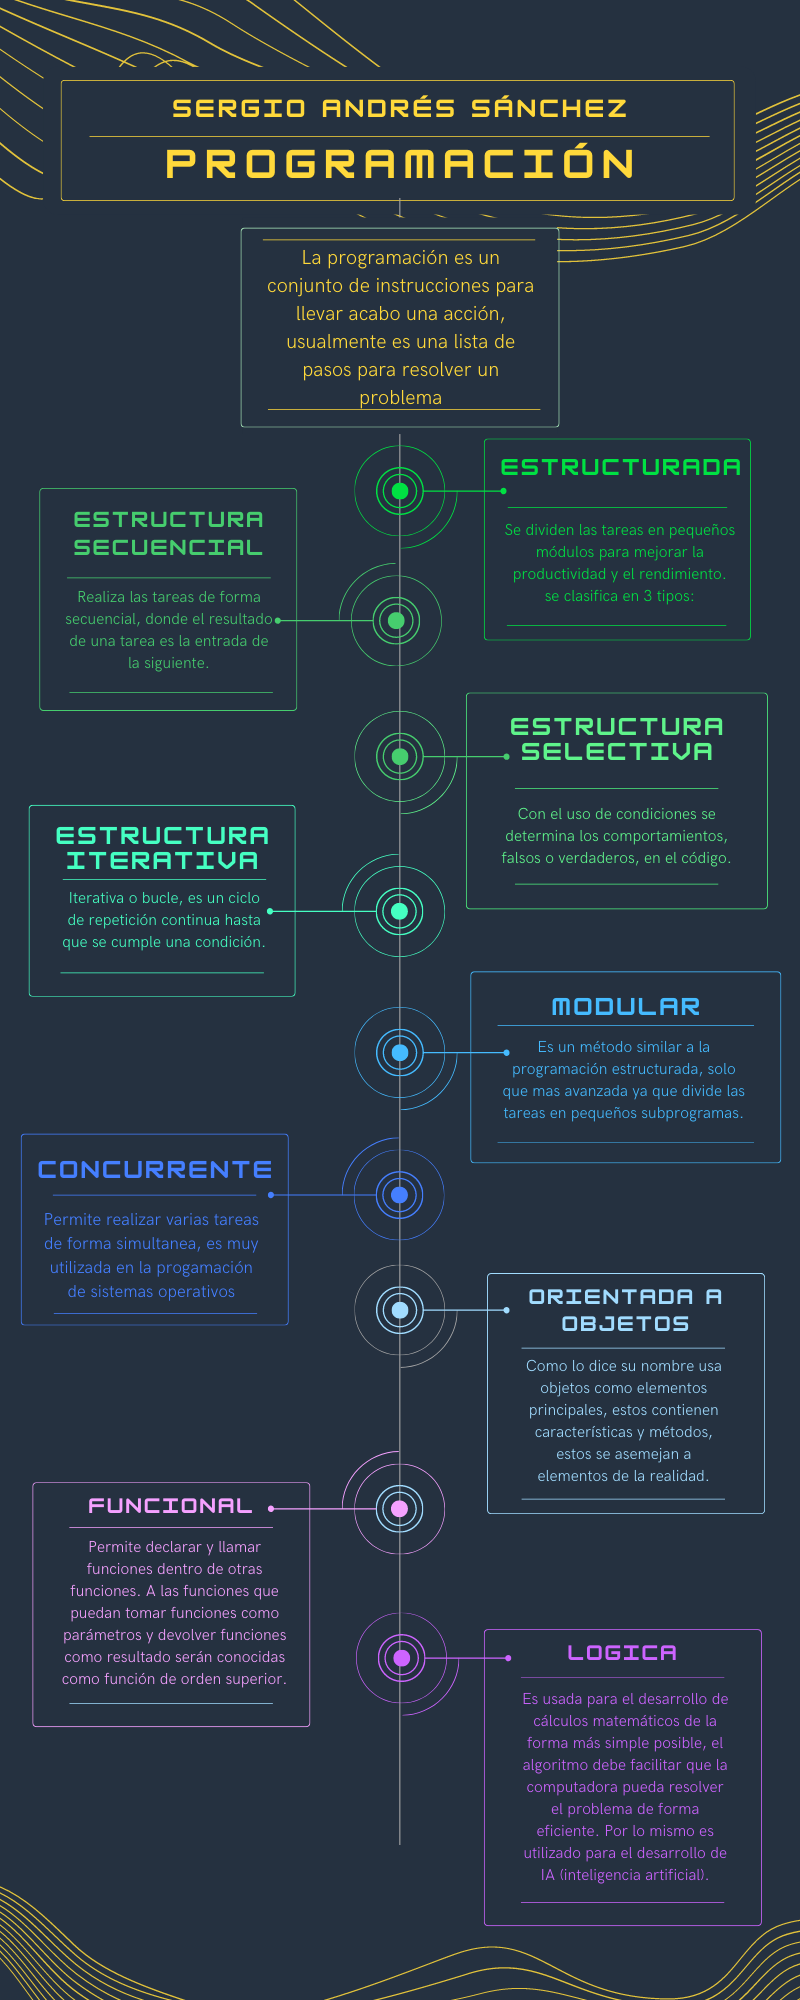 SERGIO ANDRÉS SÁNCHEZ
PROGRAMACIÓN
La programación es un
conjunto de instrucciones para
llevar acabo una acción,
usualmente es una lista de
pasos para resolver un
problema
ESTRUCTURADA
Se dividen las tareas en pequeños
módulos para mejorar la
productividad y el rendimiento.
se clasifica en 3 tipos:
ESTRUCTURA
SECUENCIAL
Realiza las tareas de forma
secuencial, donde el resultado
de una tarea es la entrada de
la siguiente.
ESTRUCTURA
SELECTIVA
Con el uso de condiciones se
determina los comportamientos,
falsos o verdaderos, en el código.
ESTRUCTURA
ITERATIVA
Iterativa o bucle, es un ciclo
de repetición continua hasta
que se cumple una condición.
MODULAR
Es un método similar a la
programación estructurada, solo
que mas avanzada ya que divide las
tareas en pequeños subprogramas.
CONCURRENTE
Permite realizar varias tareas
de forma simultanea, es muy
utilizada en la progamación
de sistemas operativos
ORIENTADA A
OBJETOS
Como lo dice su nombre usa
objetos como elementos
principales, estos contienen
características y métodos,
estos se asemejan a
elementos de la realidad.
FUNCIONAL
Permite declarar y llamar
funciones dentro de otras
funciones. A las funciones que
puedan tomar funciones como
parámetros y devolver funciones
como resultado serán conocidas
como función de orden superior.
LOGICA
Es usada para el desarrollo de
cálculos matemáticos de la
forma más simple posible, el
algoritmo debe facilitar que la
computadora pueda resolver
el problema de forma
eficiente. Por lo mismo es
utilizado para el desarrollo de
IA (inteligencia artificial).